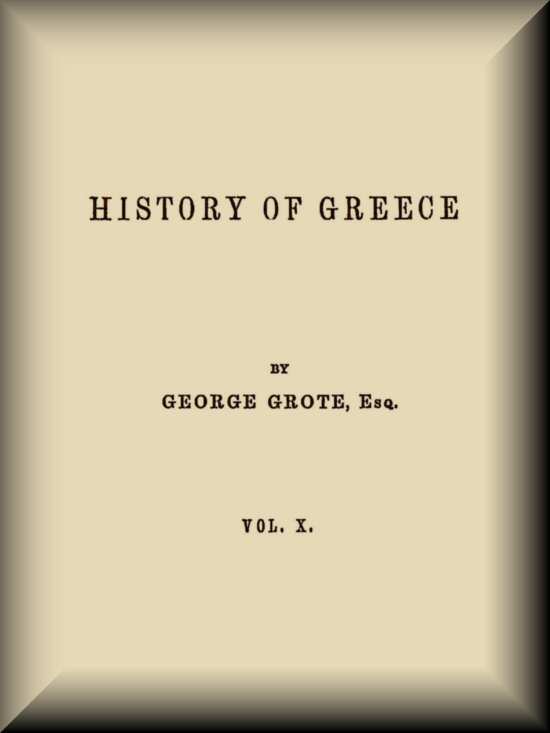 HISTORY OF GREECE
BY
GEORGE GROTE, Esq.
VOL. X.